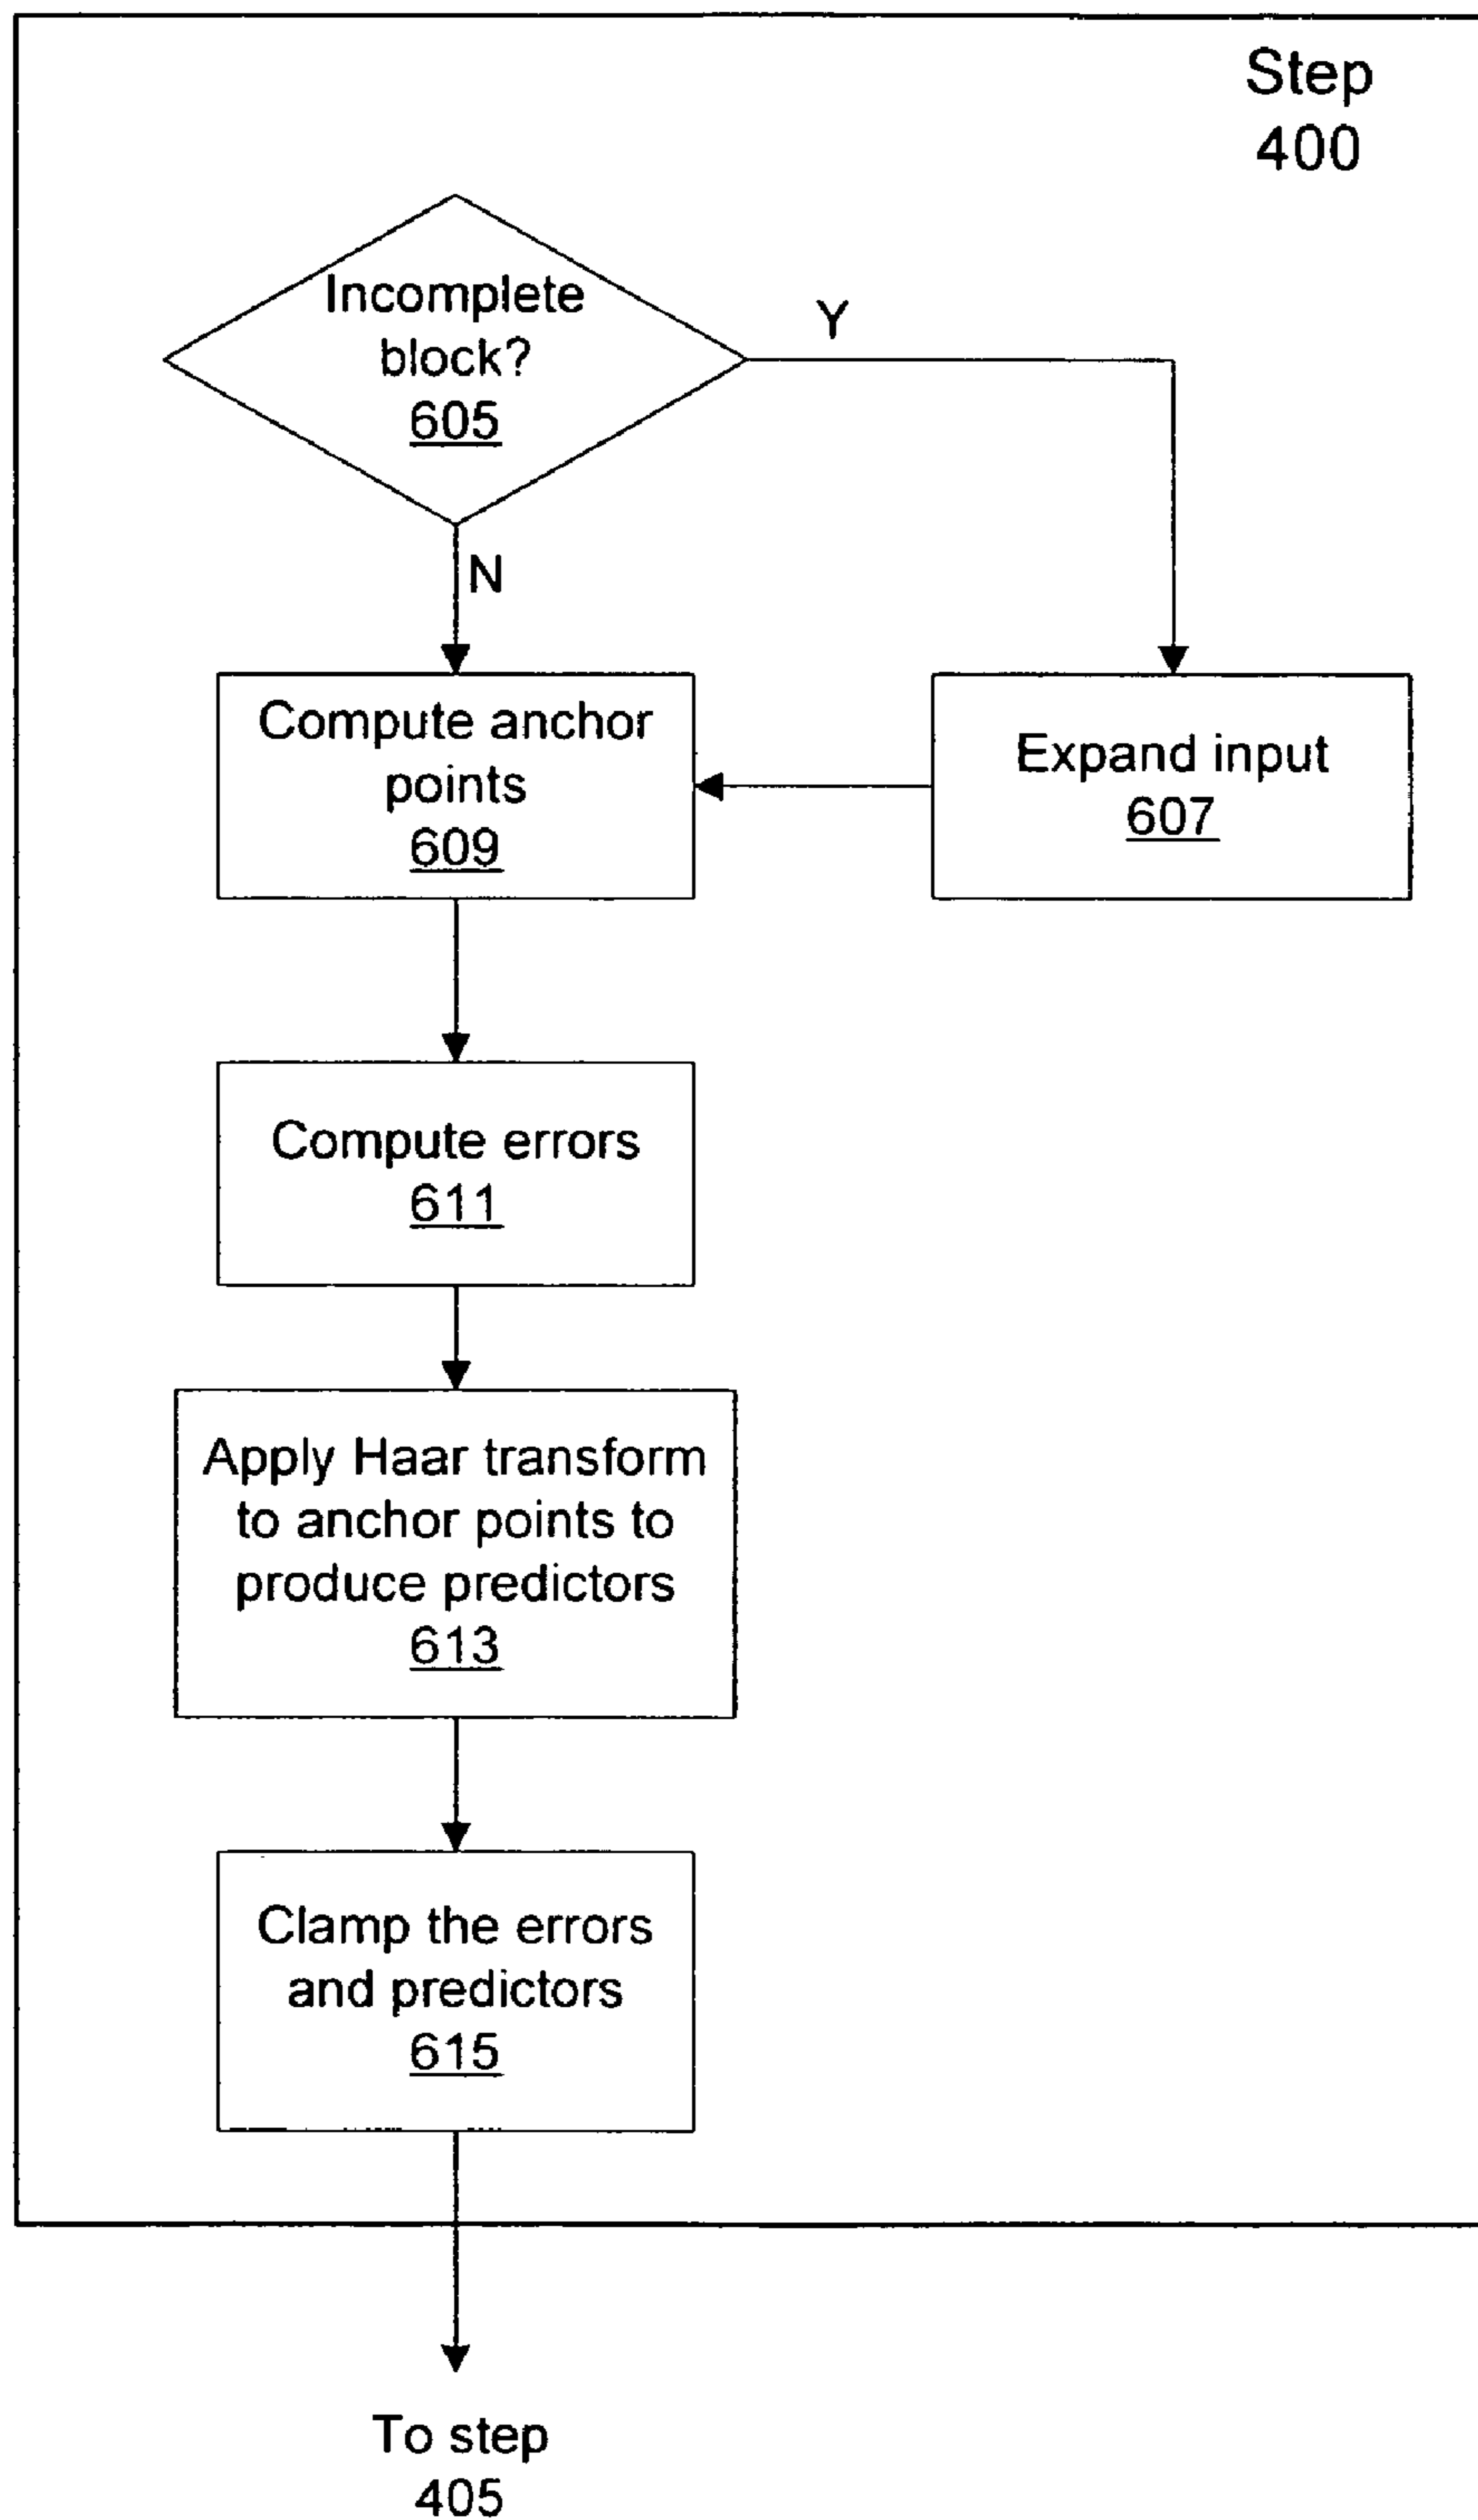 Step
400
Incomplete
block?
605
Y
N
Compute anchor
points
609
Expand input
607
Compute errors
611
Apply Haar transform
to anchor points to
produce predictors
613
Clamp the errors
and predictors
615
To step
405